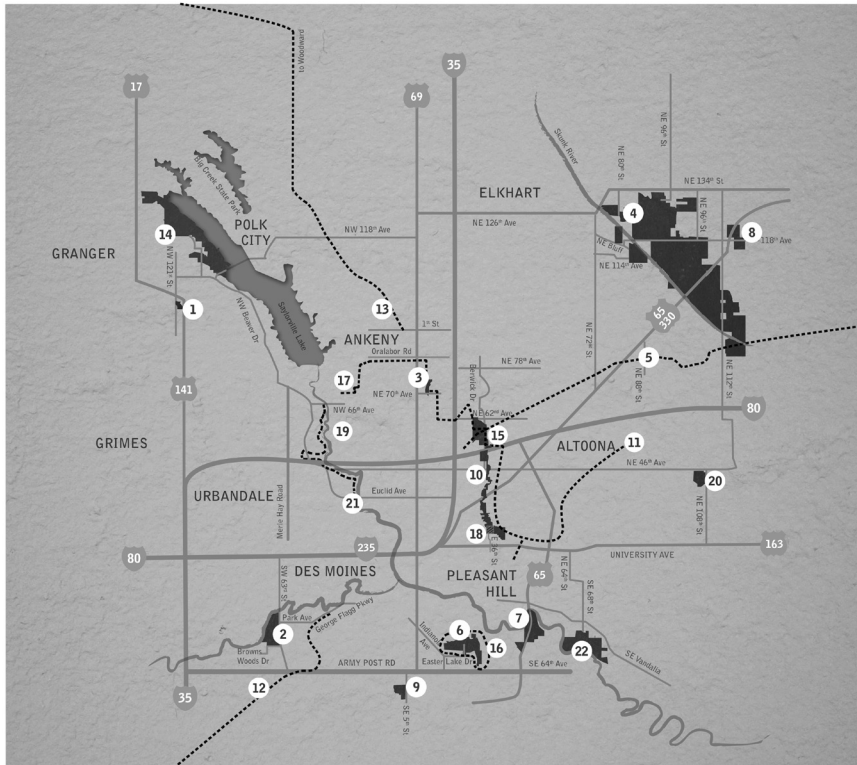 to Woodward
35
17
69
Skunk River
NE 96th St
NE 80th St
NE 134th St
Big Creek State Park
ELKHART
NE 96th St
4
POLK
CITY
NE 126th Ave
14
NW 118th Ave
8
118th Ave
NE Bluff
GRANGER
NE 114th Ave
NW 121st St
1
13
Saylorville Lake
NW Beaver Dr
65
330
1st St
ANKENY
NE 72nd St
Oralabor Rd
5
NE 78th Ave
NE 88th St
NE 112th St
17
3
Berwick Dr
141
NE 70th Ave
NW 66th Ave
NE 62nd Ave
80
19
15
GRIMES
ALTOONA
11
NE 46th Ave
10
20
URBANDALE
Merle Hay Road
Euclid Ave
21
NE 108th St
18
235
80
UNIVERSITY AVE
163
DES MOINES
PLEASANT
HILL
65
NE 64th St
SW 63rd St
SE 68th St
Park Ave
George Flagg Pkwy
2
Indianola
Ave
6
7
16
22
Browns
Woods Dr
SE Vandalia
ARMY POST RD
Easter Lake Dr
SE 64th Ave
12
9
35
SE 5th St